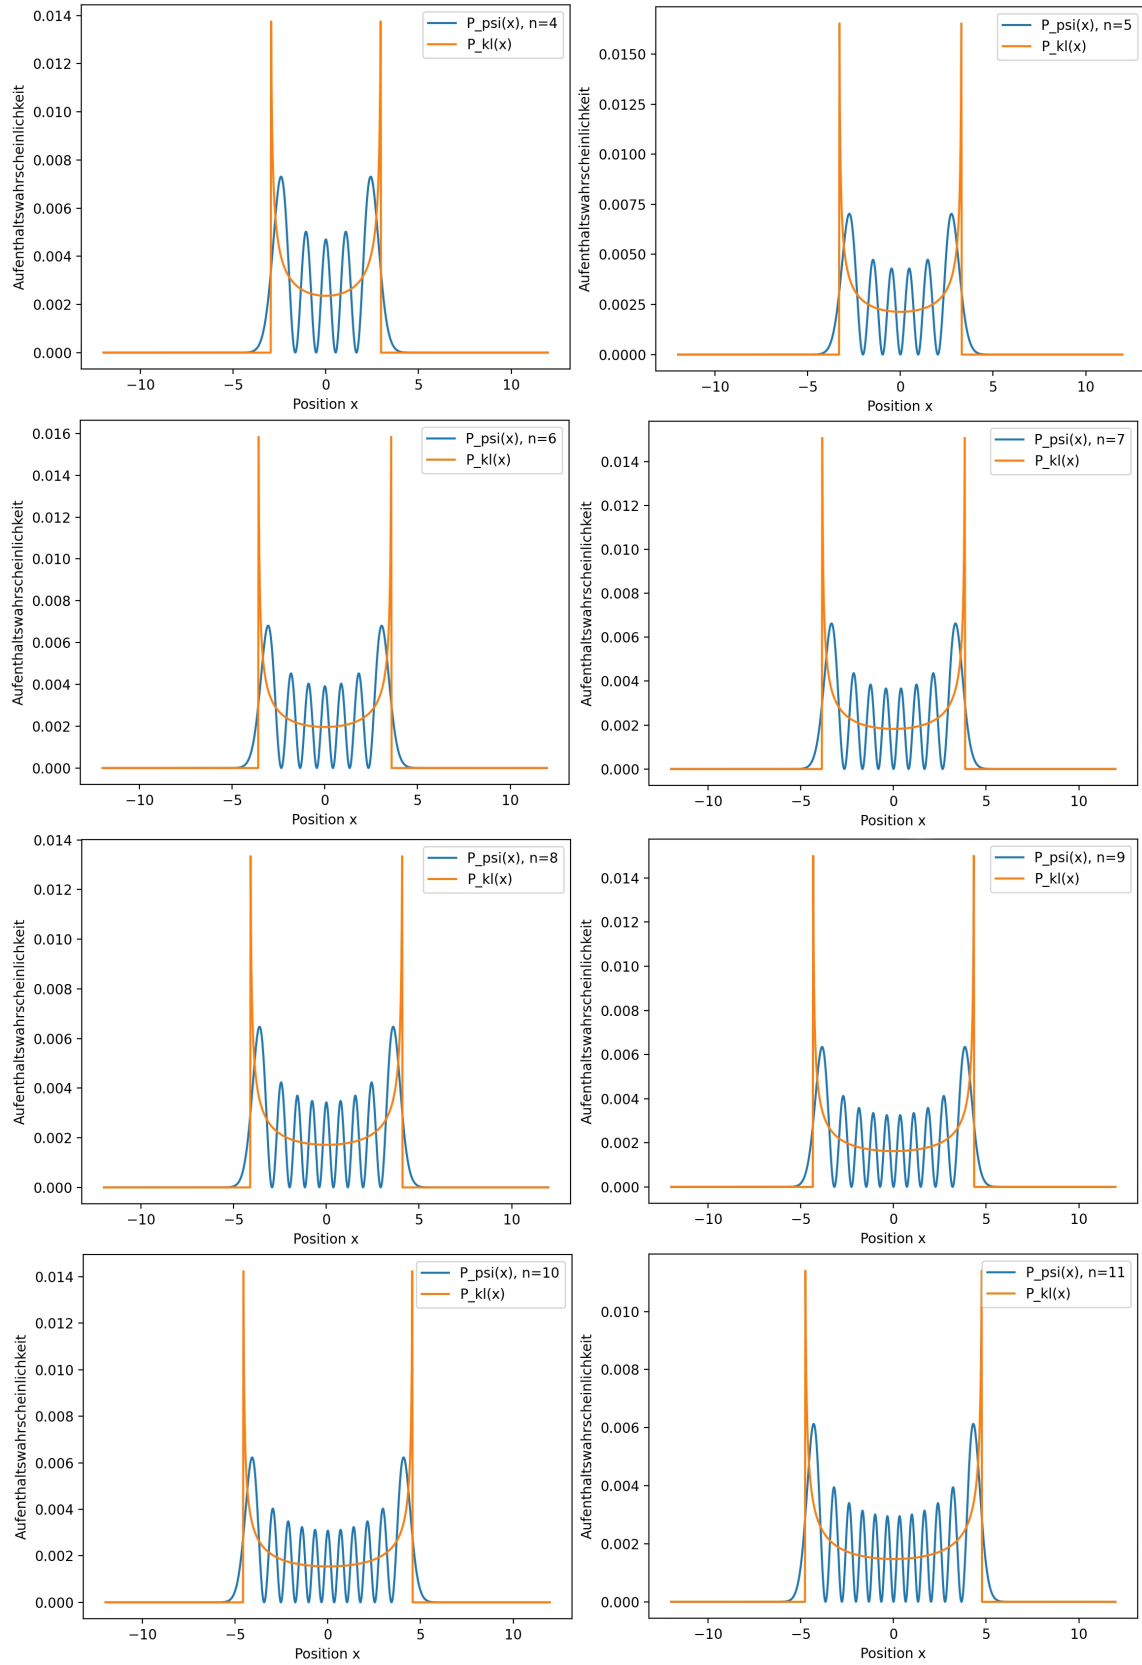 P_psi(x), n=4
P_kl(x)
0.014
0.012
0.010
0.008
0.006
0.004
0.002
0.000
Aufenthaltswahrscheinlichkeit
−10 −5 0 5 10
Position x
P_psi(x), n=5
P_kl(x)
0.0150
0.0125
0.0100
0.0075
0.0050
0.0025
0.0000
Aufenthaltswahrscheinlichkeit
−10 −5 0 5 10
Position x
P_psi(x), n=6
P_kl(x)
0.016
0.014
0.012
0.010
0.008
0.006
0.004
0.002
0.000
Aufenthaltswahrscheinlichkeit
−10 −5 0 5 10
Position x
P_psi(x), n=7
P_kl(x)
0.014
0.012
0.010
0.008
0.006
0.004
0.002
0.000
Aufenthaltswahrscheinlichkeit
−10 −5 0 5 10
Position x
P_psi(x), n=8
P_kl(x)
0.014
0.012
0.010
0.008
0.006
0.004
0.002
0.000
Aufenthaltswahrscheinlichkeit
−10 −5 0 5 10
Position x
P_psi(x), n=9
P_kl(x)
0.014
0.012
0.010
0.008
0.006
0.004
0.002
0.000
Aufenthaltswahrscheinlichkeit
−10 −5 0 5 10
Position x
P_psi(x), n=10
P_kl(x)
0.014
0.012
0.010
0.008
0.006
0.004
0.002
0.000
Aufenthaltswahrscheinlichkeit
−10 −5 0 5 10
Position x
P_psi(x), n=11
P_kl(x)
0.010
0.008
0.006
0.004
0.002
0.000
Aufenthaltswahrscheinlichkeit
−10 −5 0 5 10
Position x